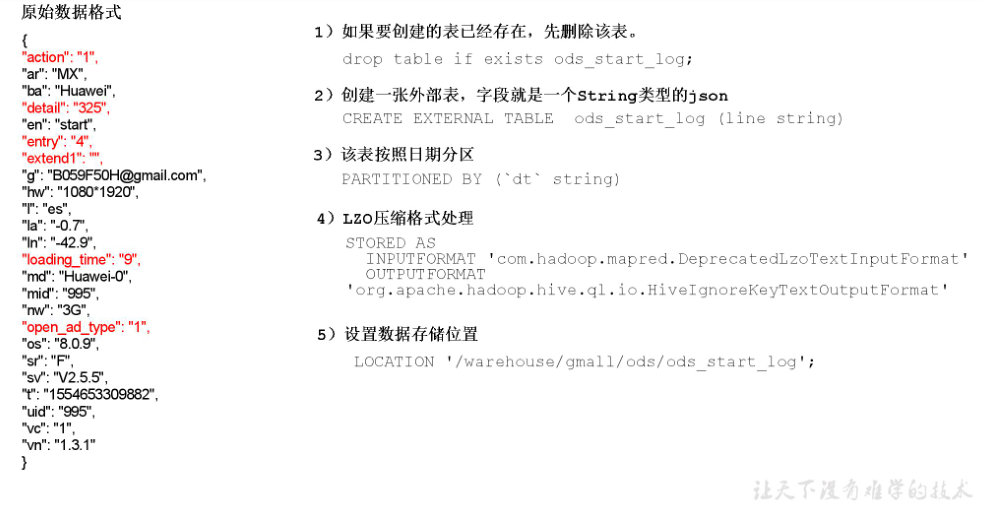 原始数据格式
{
"action": "1",
"ar": "MX",
"ba": "Huawei",
"detail": "325",
"en": "start",
"entry": "4",
"extend1": "",
"g": "B059F50H@gmail.com",
"hw": "1080*1920",
"l": "es",
"la": "-0.7",
"ln": "-42.9",
"loading_time": "9",
"md": "Huawei-0",
"mid": "995",
"nw": "3G",
"open_ad_type": "1",
"os": "8.0.9",
"sr": "F",
"sv": "V2.5.5",
"t": "1554653309882",
"uid": "995",
"vc": "1",
"vn": "1.3.1"
}
1）如果要创建的表已经存在，先删除该表。
drop table if exists ods_start_log;
2）创建一张外部表，字段就是一个String类型的json
CREATE EXTERNAL TABLE ods_start_log (line string)
3）该表按照日期分区
PARTITIONED BY (`dt` string)
4）LZO压缩格式处理
STORED AS
INPUTFORMAT 'com.hadoop.mapred.DeprecatedLzoTextInputFormat'
OUTPUTFORMAT
'org.apache.hadoop.hive.ql.io.HiveIgnoreKeyTextOutputFormat'
5）设置数据存储位置
LOCATION '/warehouse/gmall/ods/ods_start_log';
让天下没有难学的技术